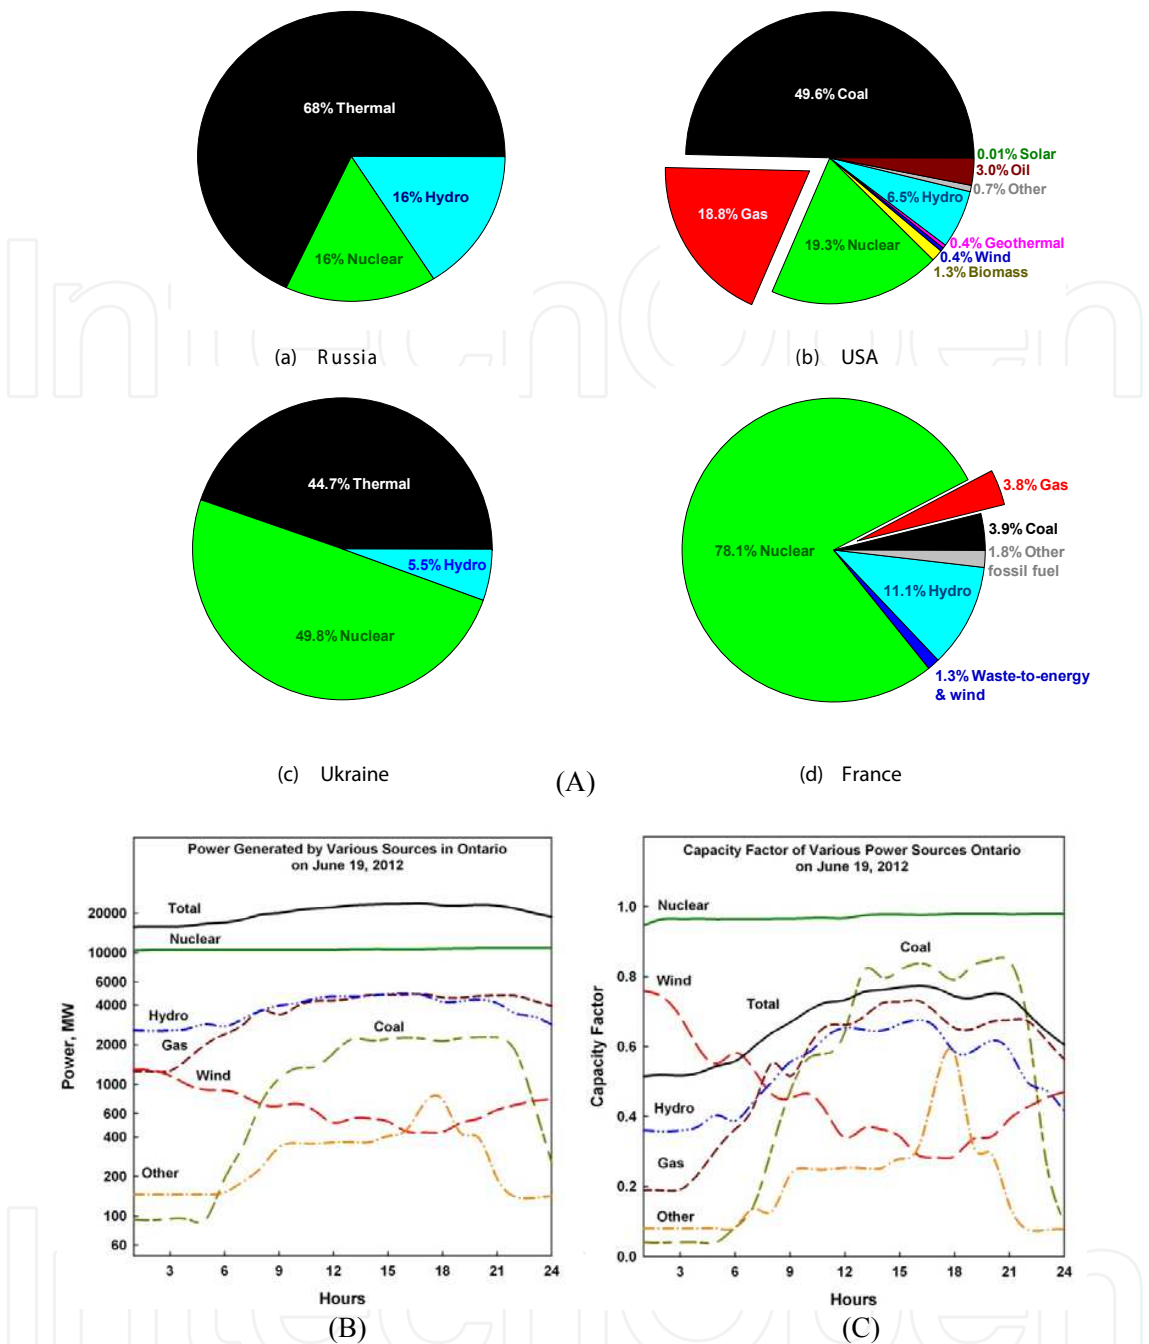 68% Thermal
16% Hydro
16% Nuclear
(a) Russia
49.6% Coal
0.01% Solar
3.0% Oil
0.7% Other
6.5% Hydro
18.8% Gas
19.3% Nuclear
0.4% Geothermal
0.4% Wind
1.3% Biomass
(b) USA
IntechOpen
44.7% Thermal
5.5% Hydro
49.8% Nuclear
(c) Ukraine
3.8% Gas
3.9% Coal
78.1% Nuclear
1.8% Other
fossil fuel
11.1% Hydro
1.3% Waste-to-energy
& wind
(d) France
(A)
Power Generated by Various Sources in Ontario
on June 19, 2012
Total
Nuclear
Hydro
Gas
Coal
Wind
Other
Power, MW
20000
10000
6000
4000
2000
1000
600
400
200
100
60
3 6 9 12 15 18 21 24
Hours
(B)
Capacity Factor of Various Power Sources Ontario
on June 19, 2012
Nuclear
Coal
Wind
Total
Hydro
Gas
Other
Capacity Factor
1.0
0.8
0.6
0.4
0.2
0.0
3 6 9 12 15 18 21 24
Hours
(C)
IntechOpen